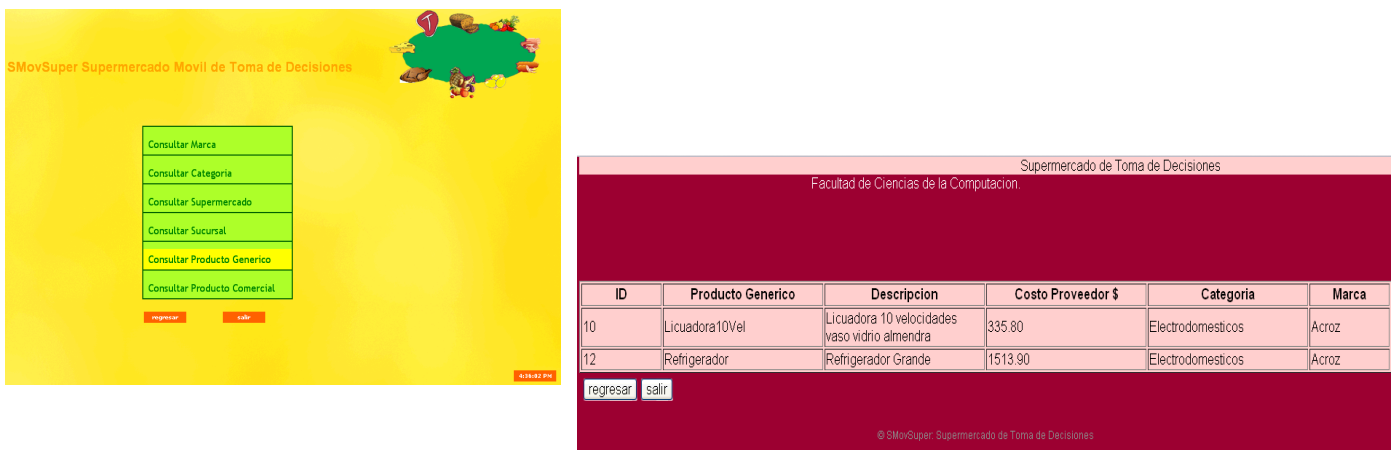 SMovSuper Supermercado Movil de Toma de Decisiones
Consultar Marca
Consultar Categoria
Consultar Supermercado
Consultar Sucursal
Consultar Producto Generico
Consultar Producto Comercial
regresar salir
4:36:02 PM
Supermercado de Toma de Decisiones
Facultad de Ciencias de la Computacion.
ID Producto Generico Descripcion Costo Proveedor $ Categoria Marca
10 Licuadora10Vel Licuadora 10 velocidades vaso vidrio almendra 335.80 Electrodomesticos Acroz
12 Refrigerador Refrigerador Grande 1513.90 Electrodomesticos Acroz
regresar salir
© SMovSuper: Supermercado de Toma de Decisiones